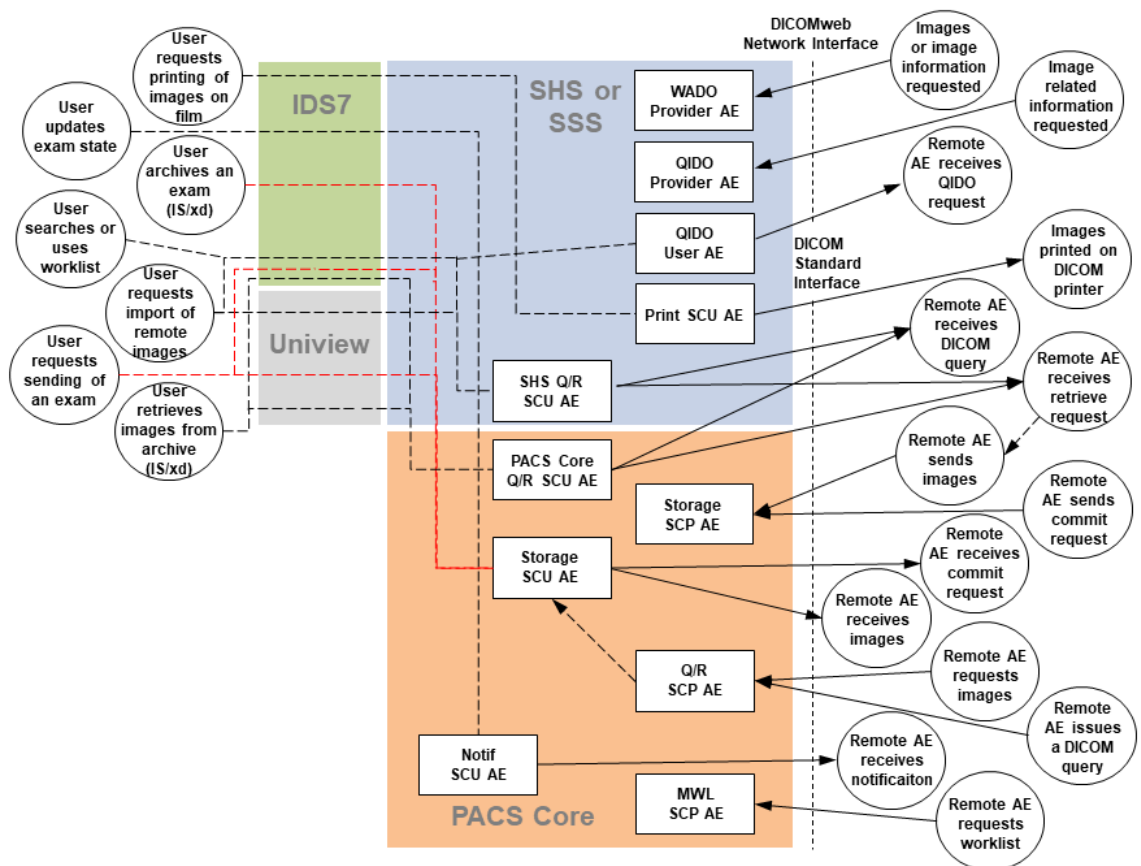 User
requests
printing of
images on
film
User
updates
exam state
User
archives an
exam
(IS/xd)
User
searches or
uses
worklist
User
requests
import of
remote
images
User
requests
sending of
an exam
User
retrieves
images from
archive
(IS/xd)
IDS7
Uniview
SHS or
SSS
WADO
Provider AE
QIDO
Provider AE
QIDO
User AE
Print SCU AE
SHS Q/R
SCU AE
PACS Core
Q/R SCU AE
Storage
SCP AE
Storage
SCU AE
Q/R
SCP AE
Notif
SCU AE
MWL
SCP AE
PACS Core
DICOMweb
Network Interface
DICOM
Standard
Interface
Images
or image
information
requested
Image
related
information
requested
Remote
AE receives
QIDO
request
Images
printed on
DICOM
printer
Remote AE
receives
DICOM
query
Remote AE
receives
retrieve
request
Remote AE
sends
images
Remote
AE sends
commit
request
Remote
AE receives
commit
request
Remote AE
receives
images
Remote AE
requests
images
Remote
AE issues
a DICOM
query
Remote AE
receives
notificaiton
Remote AE
requests
worklist